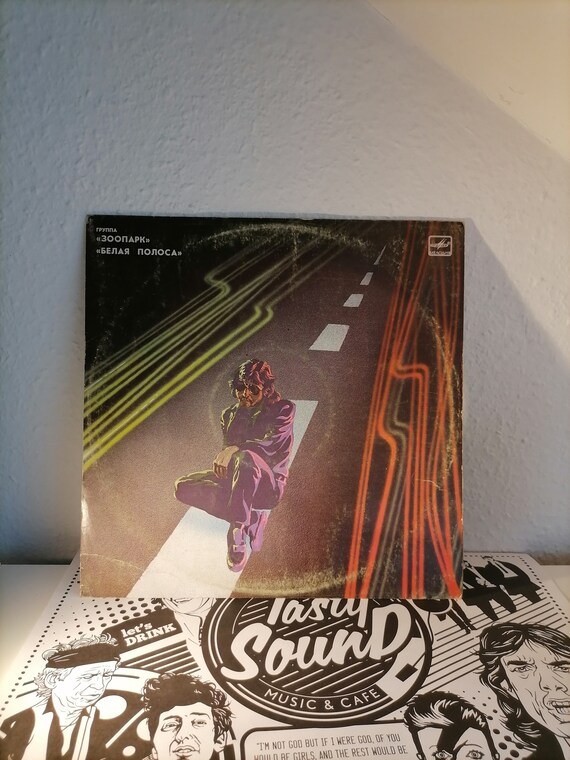 ГРУППА
«ЗООПАРК»
«БЕЛАЯ ПОЛОСА»
let's
DRINK
Tasty
SounD
MUSIC & CAFE
"I'M NOT GOD BUT IF I WERE GOD, OF YOU
WOULD BE GIRLS, AND THE REST WOULD BE